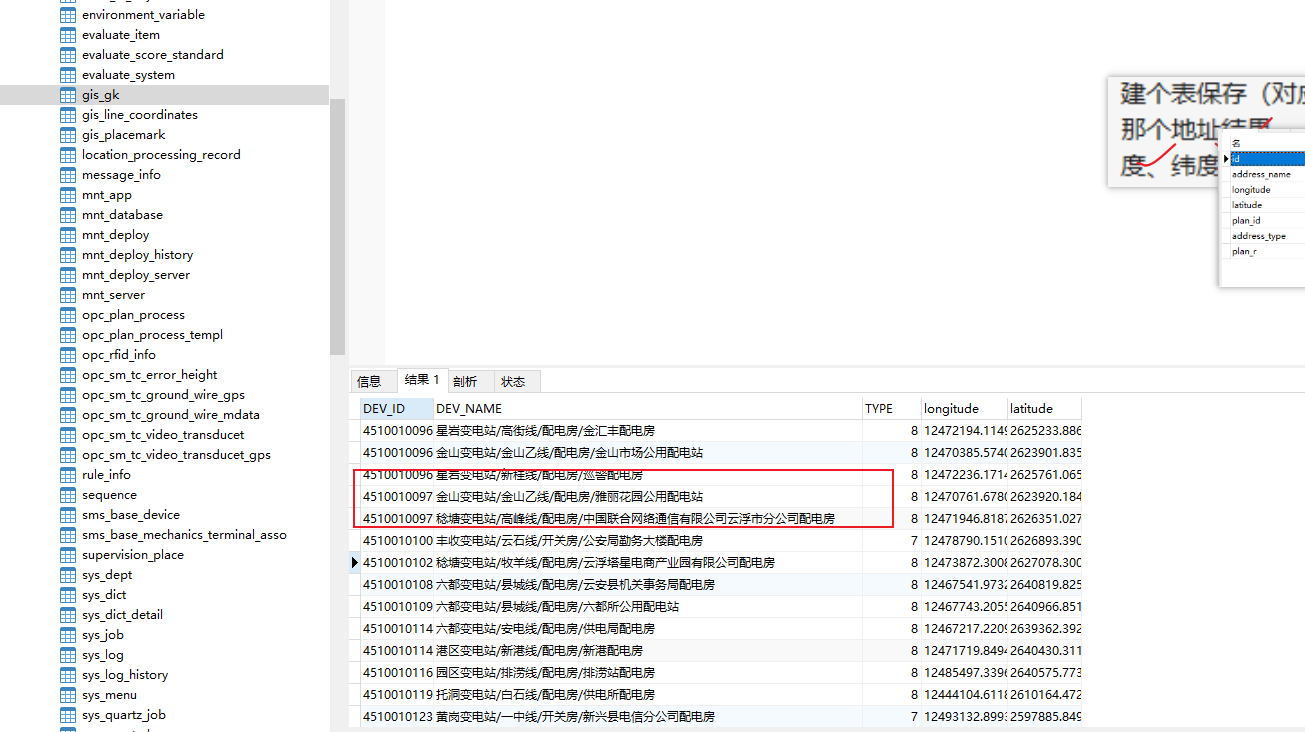 environment_variable
evaluate_item
evaluate_score_standard
evaluate_system
gis_gk
gis_line_coordinates
gis_placemark
location_processing_record
message_info
mnt_app
mnt_database
mnt_deploy
mnt_deploy_history
mnt_deploy_server
mnt_server
opc_plan_process
opc_plan_process_templ
opc_rfid_info
opc_sm_tc_error_height
opc_sm_tc_ground_wire_gps
opc_sm_tc_ground_wire_mdata
opc_sm_tc_video_transducet
opc_sm_tc_video_transducet_gps
rule_info
sequence
sms_base_device
sms_base_mechanics_terminal_asso
supervision_place
sys_dept
sys_dict
sys_dict_detail
sys_job
sys_log
sys_log_history
sys_menu
sys_quartz_job
建个表保存（对应
那个地址结果
度、纬度
名
id
address_name
longitude
latitude
plan_id
address_type
plan_r
信息 结果 1 剖析 状态
DEV_ID DEV_NAME TYPE longitude latitude
4510010096 星岩变电站/高街线/配电房/金汇丰配电房 8 12472194.1149 2625233.886
4510010096 金山变电站/金山乙线/配电房/金山市场公用配电站 8 12470385.5740 2623901.835
4510010096 星岩变电站/新桂线/配电房/巡警配电房 8 12472236.1714 2625761.065
4510010097 金山变电站/金山乙线/配电房/雅丽花园公用配电站 8 12470761.6780 2623920.184
4510010097 稔塘变电站/高峰线/配电房/中国联合网络通信有限公司云浮市分公司配电房 8 12471946.8187 2626351.027
4510010100 丰收变电站/云石线/开关房/公安局勤务大楼配电房 7 12478790.1510 2626893.390
4510010102 稔塘变电站/牧羊线/配电房/云浮塔星电商产业园有限公司配电房 8 12473872.3008 2627078.300
4510010108 六都变电站/县城线/配电房/云安县机关事务局配电房 8 12467541.9732 2640819.825
4510010109 六都变电站/县城线/配电房/六都所公用配电站 8 12467743.2055 2640966.851
4510010114 六都变电站/安电线/配电房/供电局配电房 8 12467217.2209 2639362.392
4510010114 港区变电站/新港线/配电房/新港配电房 8 12471719.8494 2640430.311
4510010116 园区变电站/排涝线/配电房/排涝站配电房 8 12485497.3396 2640575.773
4510010119 托洞变电站/白石线/配电房/供电所配电房 8 12444104.6118 2610164.472
4510010123 黄岗变电站/一中线/开关房/新兴县电信分公司配电房 7 12493132.8993 2597885.849